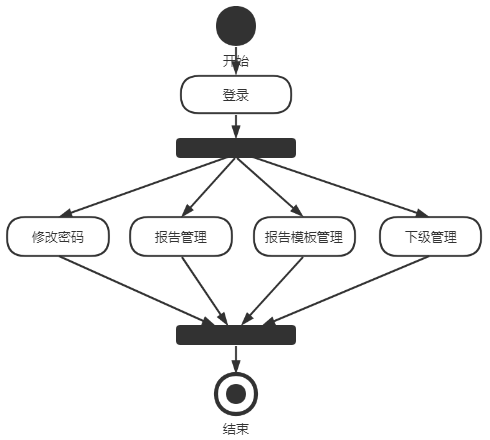 开始
登录
修改密码
报告管理
报告模板管理
下级管理
结束